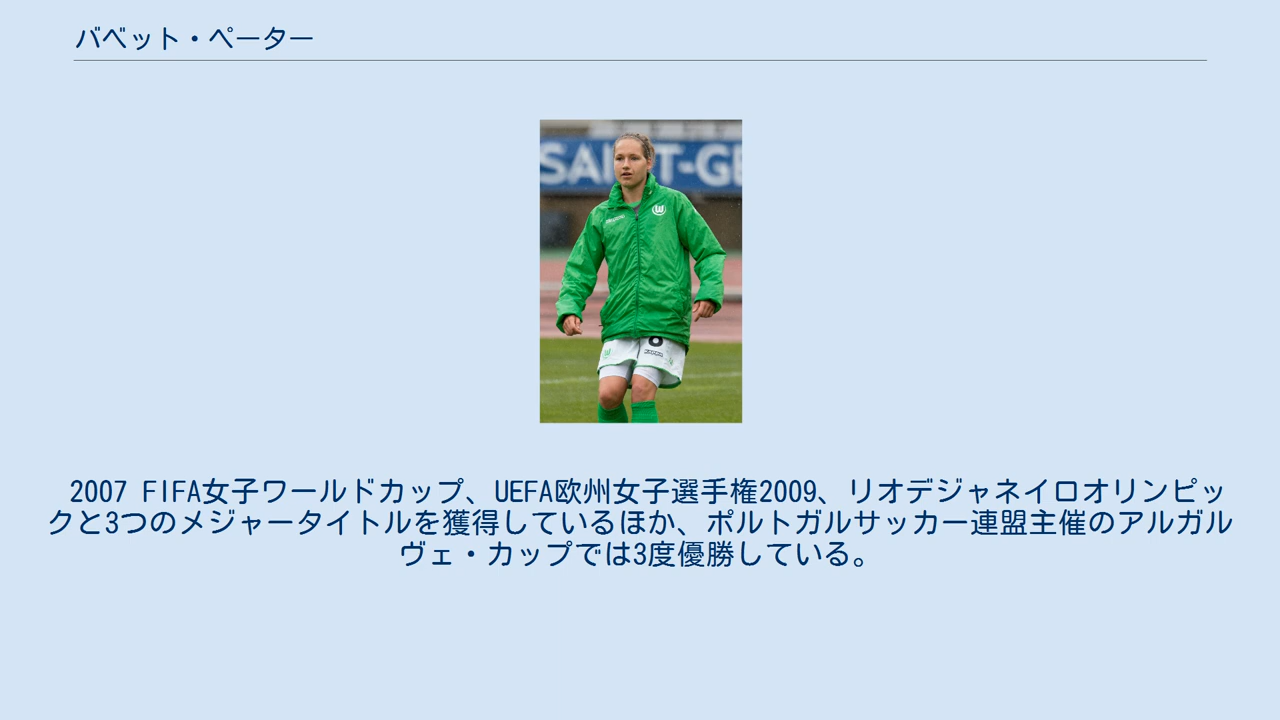 バベット・ペーター
SAINT-GE
2007 FIFA女子ワールドカップ、UEFA欧州女子選手権2009、リオデジャネイロオリンピッ
クと3つのメジャータイトルを獲得しているほか、ポルトガルサッカー連盟主催のアルガル
ヴェ・カップでは3度優勝している。